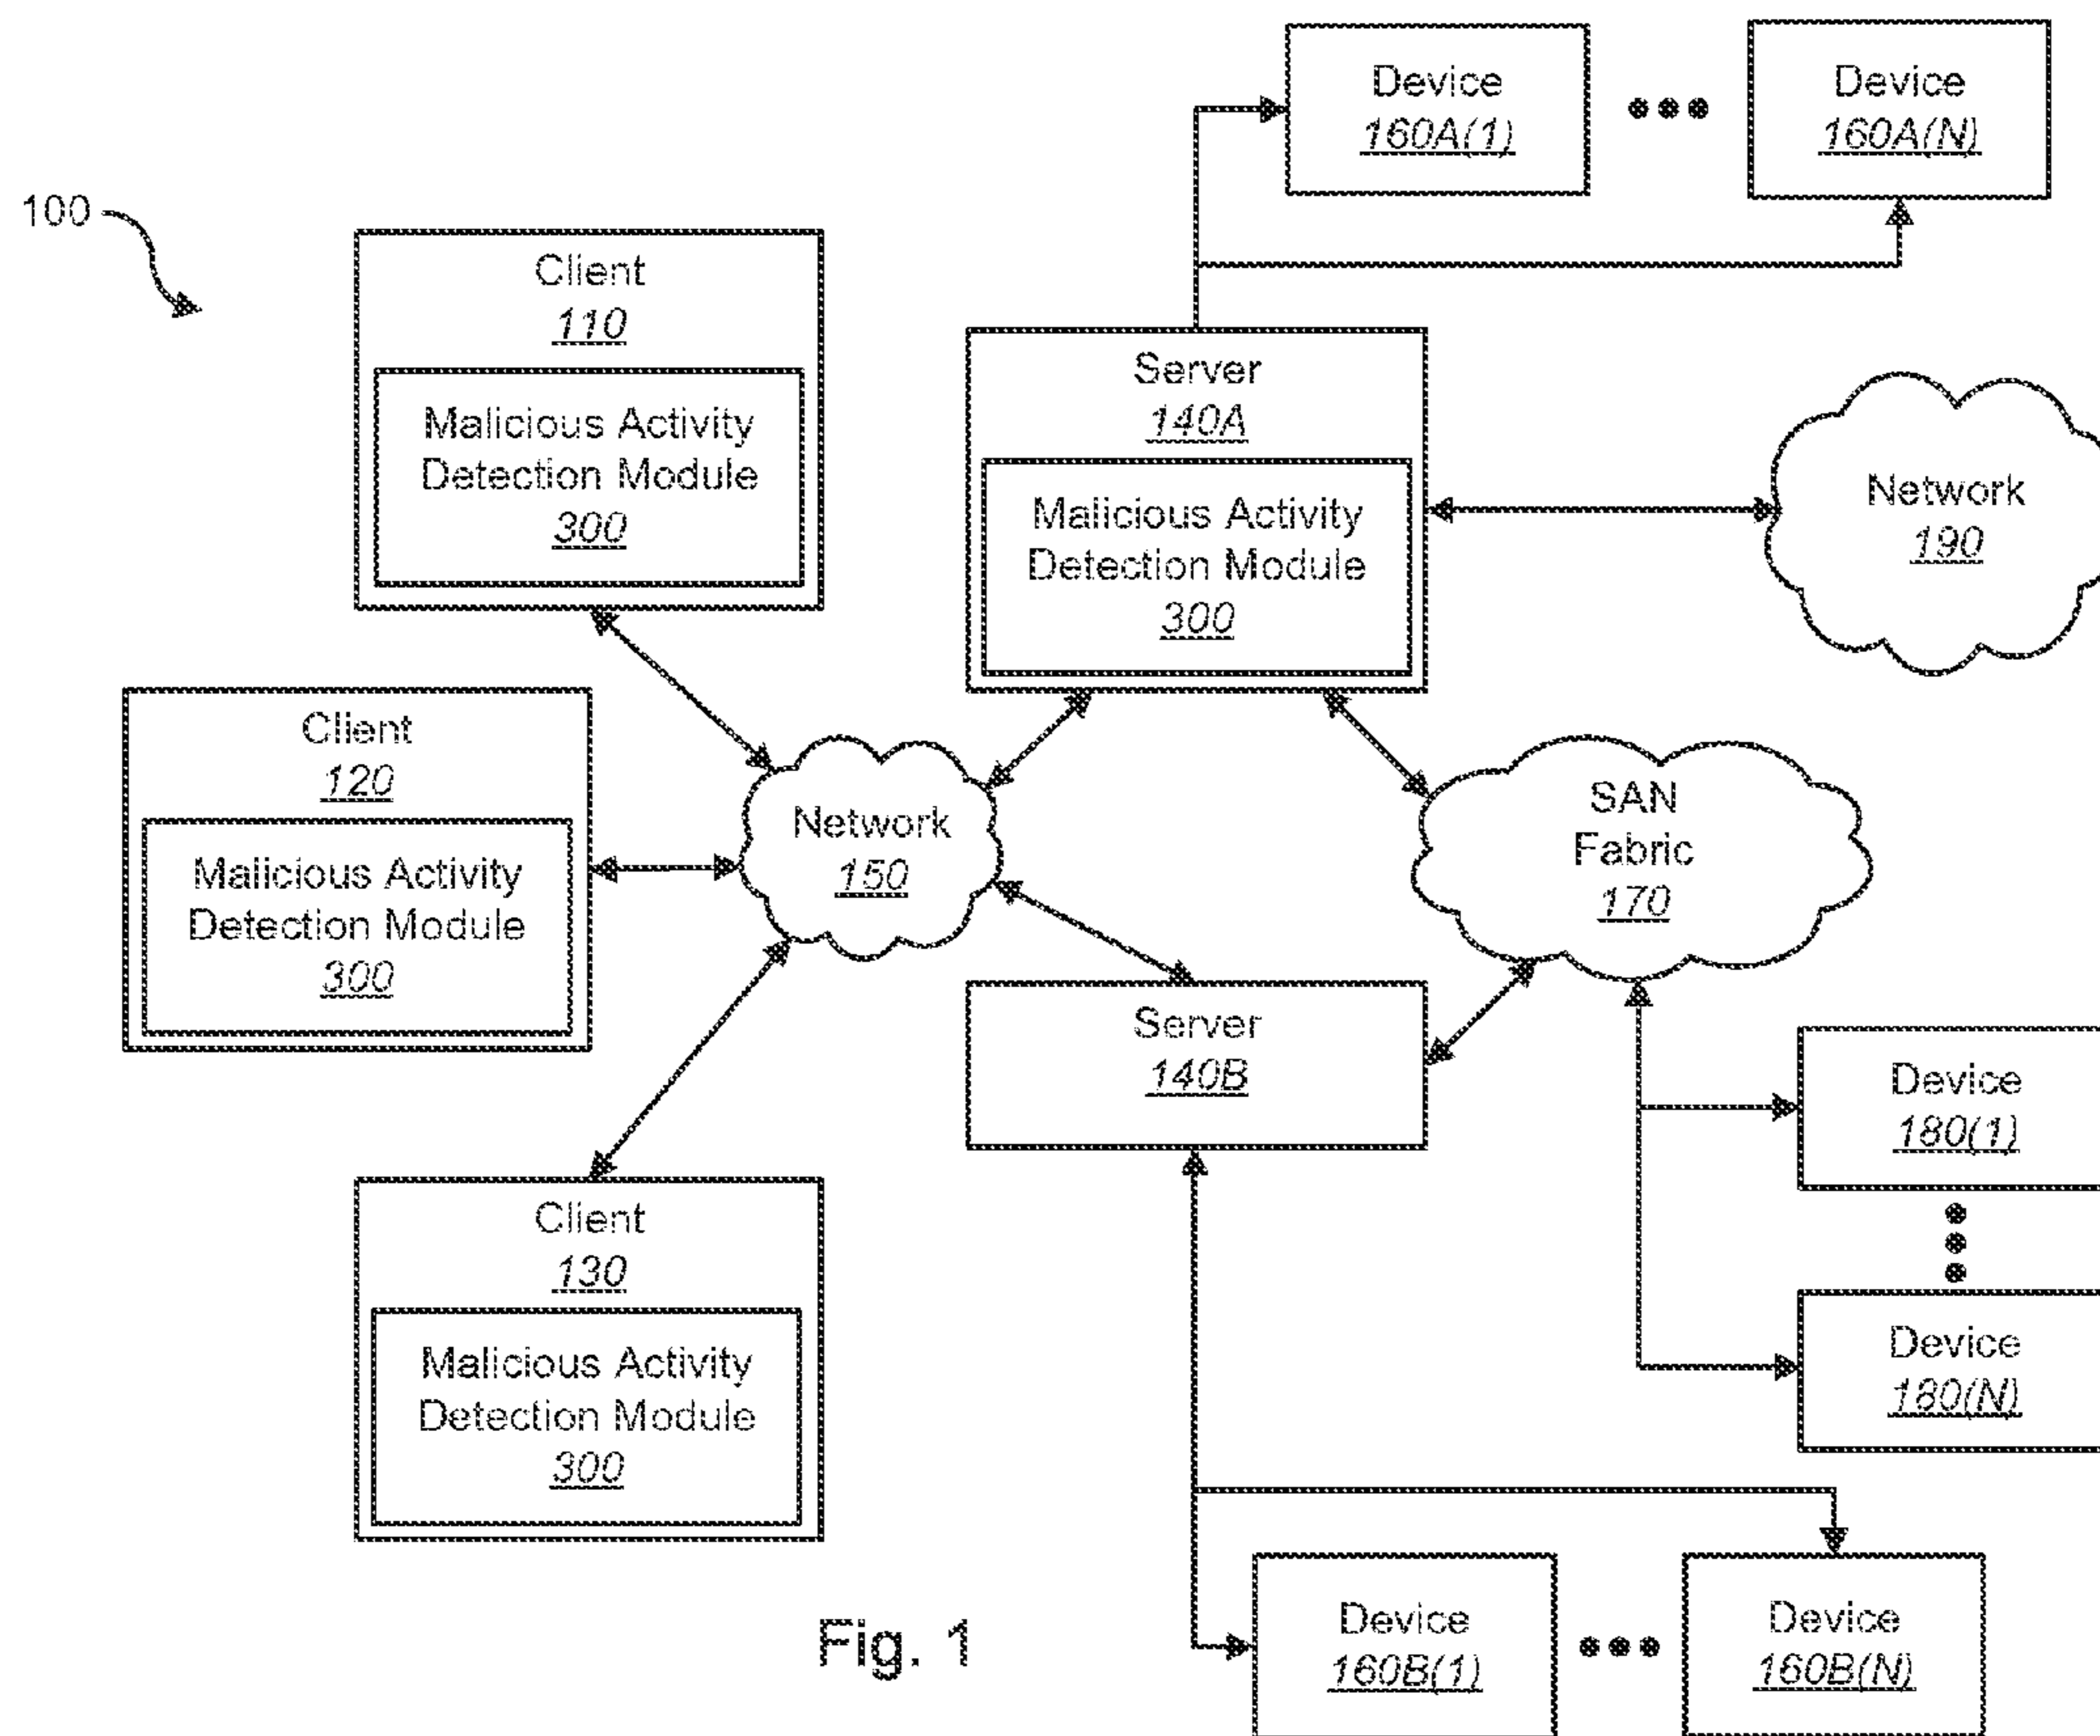 100
Device
160A(1)
Device
160A(N)
Client
110
Malicious Activity
Detection Module
300
Server
140A
Malicious Activity
Detection Module
300
Network
190
Client
120
Malicious Activity
Detection Module
300
Network
150
SAN
Fabric
170
Server
140B
Device
180(1)
Device
180(N)
Client
130
Malicious Activity
Detection Module
300
Device
160B(1)
Device
160B(N)
Fig. 1